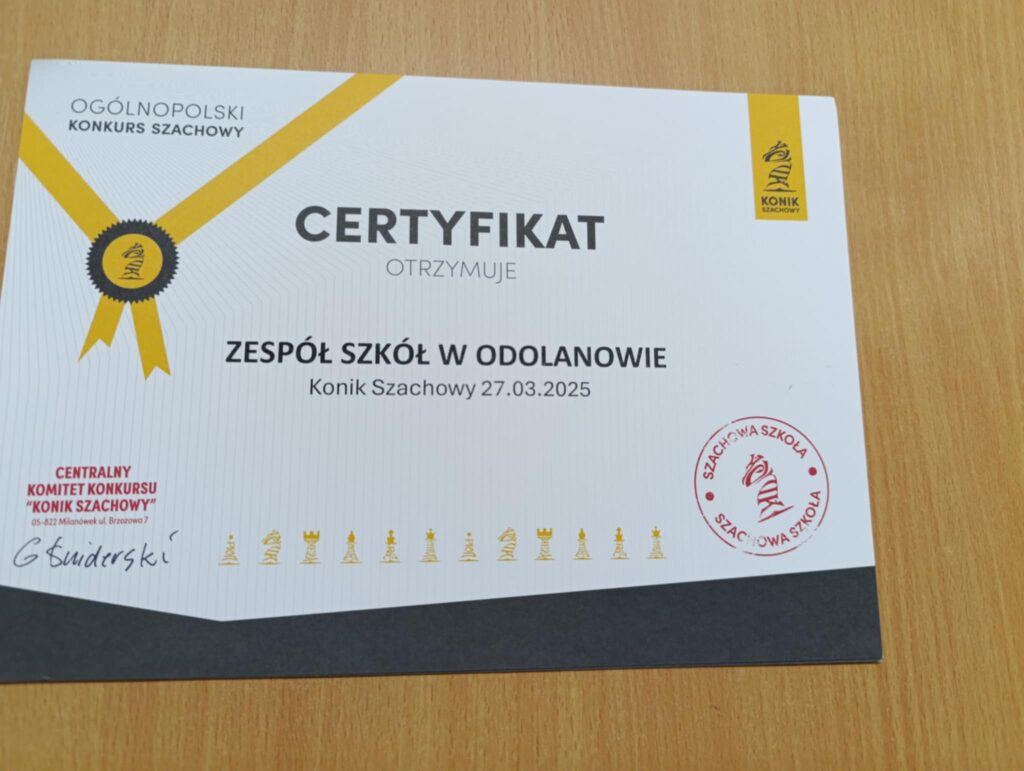 OGÓLNOPOLSKI
KONKURS SZACHOWY
KONIK
SZACHOWY
CERTYFIKAT
OTRZYMUJE
ZESPÓŁ SZKÓŁ W ODOLANOWIE
Konik Szachowy 27.03.2025
CENTRALNY
KOMITET KONKURSU
"KONIK SZACHOWY"
05-822 Milanówek ul. Brzozowa 7
G Świderski
SZACHOWA SZKOŁA
SZACHOWA SZKOŁA